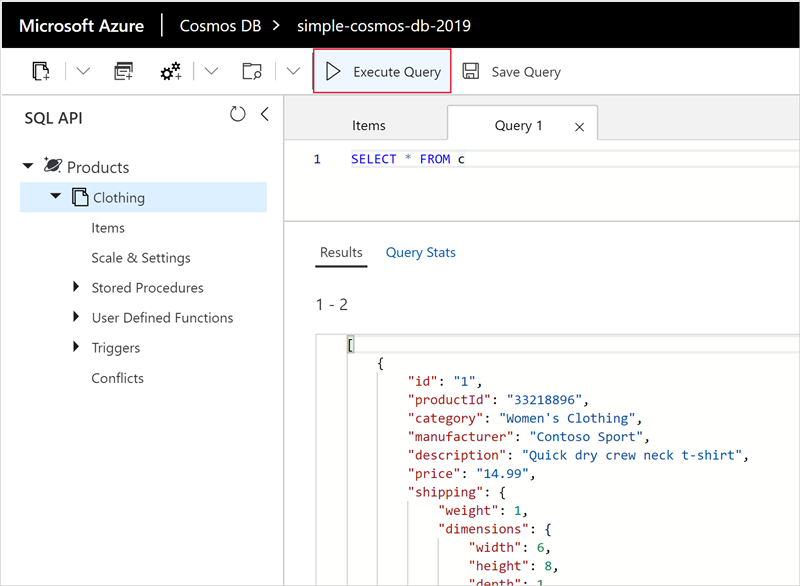 Microsoft Azure Cosmos DB > simple-cosmos-db-2019
Execute Query Save Query
SQL API
Products
Clothing
Items
Scale & Settings
Stored Procedures
User Defined Functions
Triggers
Conflicts
Items Query 1
1 SELECT * FROM c
Results Query Stats
1 - 2
[
{
"id": "1",
"productId": "33218896",
"category": "Women's Clothing",
"manufacturer": "Contoso Sport",
"description": "Quick dry crew neck t-shirt",
"price": "14.99",
"shipping": {
"weight": 1,
"dimensions": {
"width": 6,
"height": 8,
"depth": 1